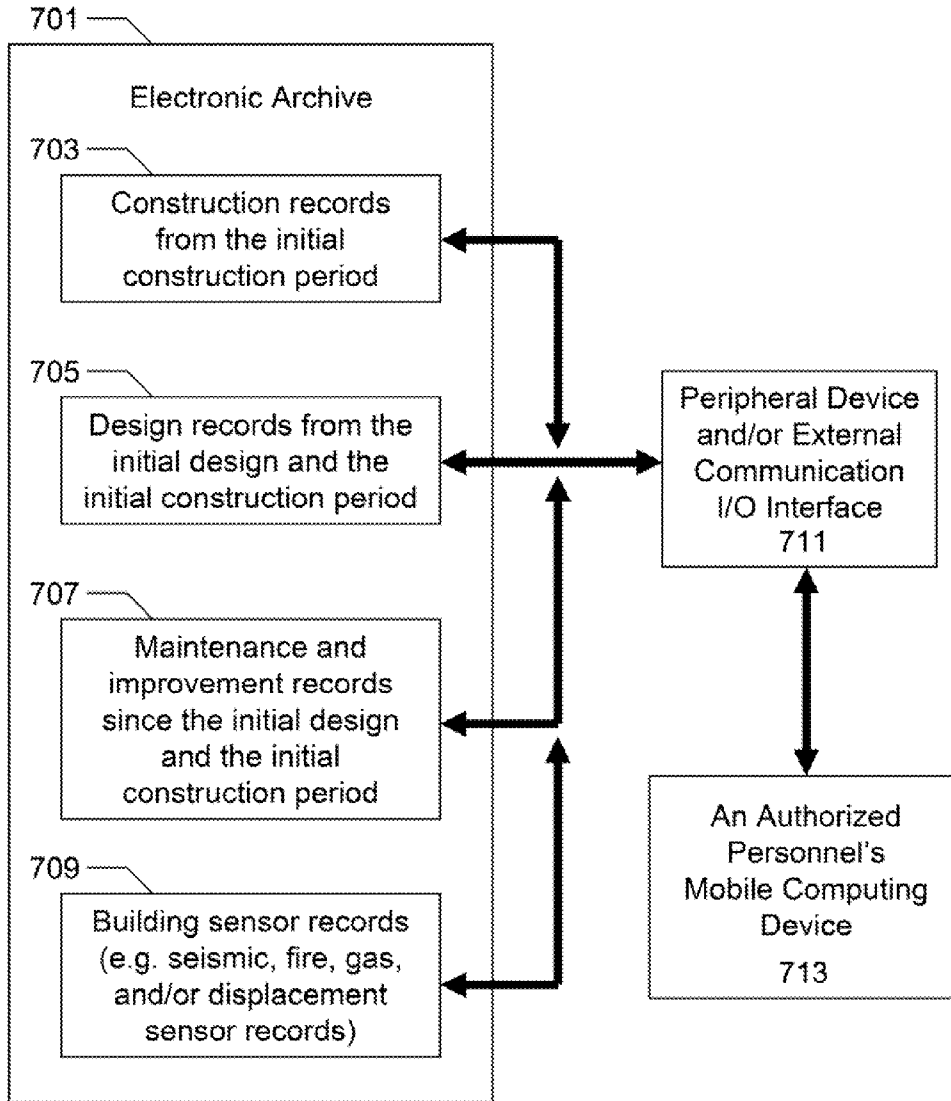 701
Electronic Archive
703
Construction records
from the initial
construction period
705
Design records from the
initial design and the
initial construction period
707
Maintenance and
improvement records
since the initial design
and the initial
construction period
709
Building sensor records
(e.g. seismic, fire, gas,
and/or displacement
sensor records)
Peripheral Device
and/or External
Communication
I/O Interface
711
An Authorized
Personnel's
Mobile Computing
Device
713